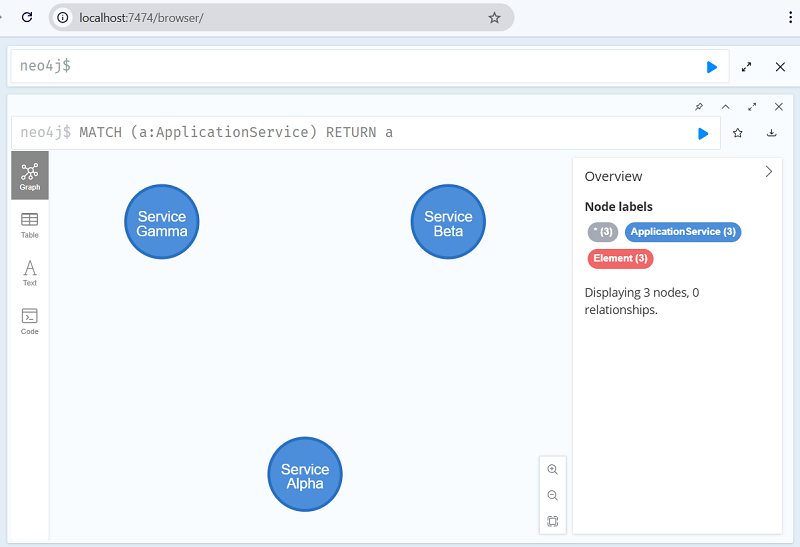 localhost:7474/browser/
neo4j$
neo4j$ MATCH (a:ApplicationService) RETURN a
Graph
Table
Text
Code
Service
Gamma
Service
Beta
Service
Alpha
Overview
Node labels
* (3) ApplicationService (3)
Element (3)
Displaying 3 nodes, 0
relationships.